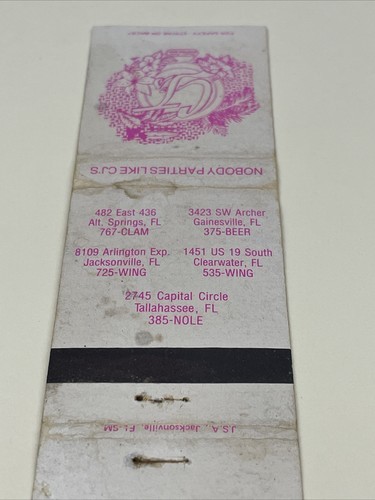 NOBODY PARTIES LIKE CJ'S
482 East 436
Alt. Springs, FL
767-CLAM
3423 SW Archer
Gainesville, FL
375-BEER
8109 Arlington Exp.
Jacksonville, FL
725-WING
1451 US 19 South
Clearwater, FL
535-WING
2745 Capital Circle
Tallahassee, FL
385-NOLE
J.S.A., Jacksonville, Fl SM